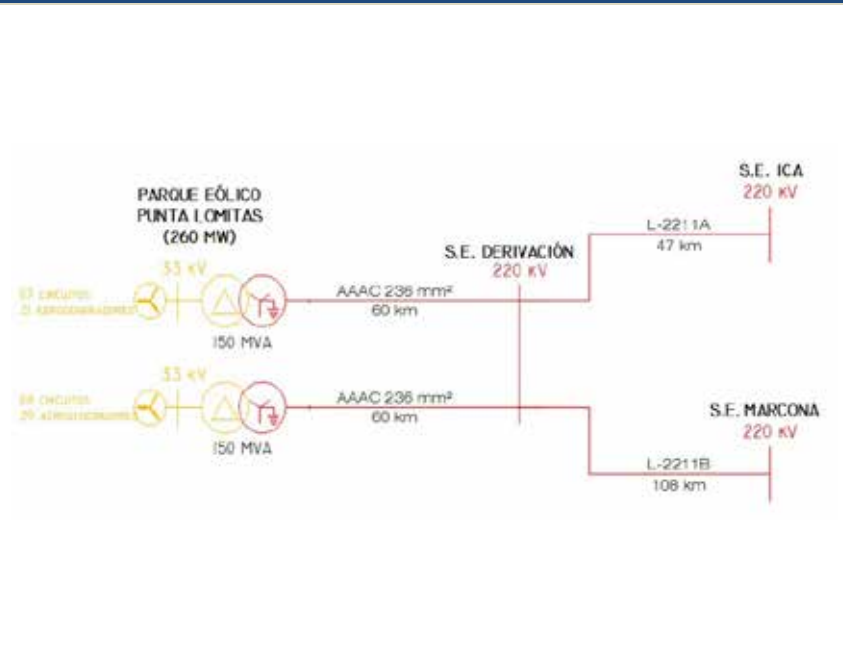 PARQUE EÓLICO
PUNTA LOMITAS
(260 MW)
33 KV
150 MVA
AAAC 236 mm²
60 km
S.E. DERIVACIÓN
220 KV
L-2211A
47 km
S.E. ICA
220 KV
33 KV
150 MVA
AAAC 236 mm²
60 km
L-2211B
108 km
S.E. MARCONA
220 KV